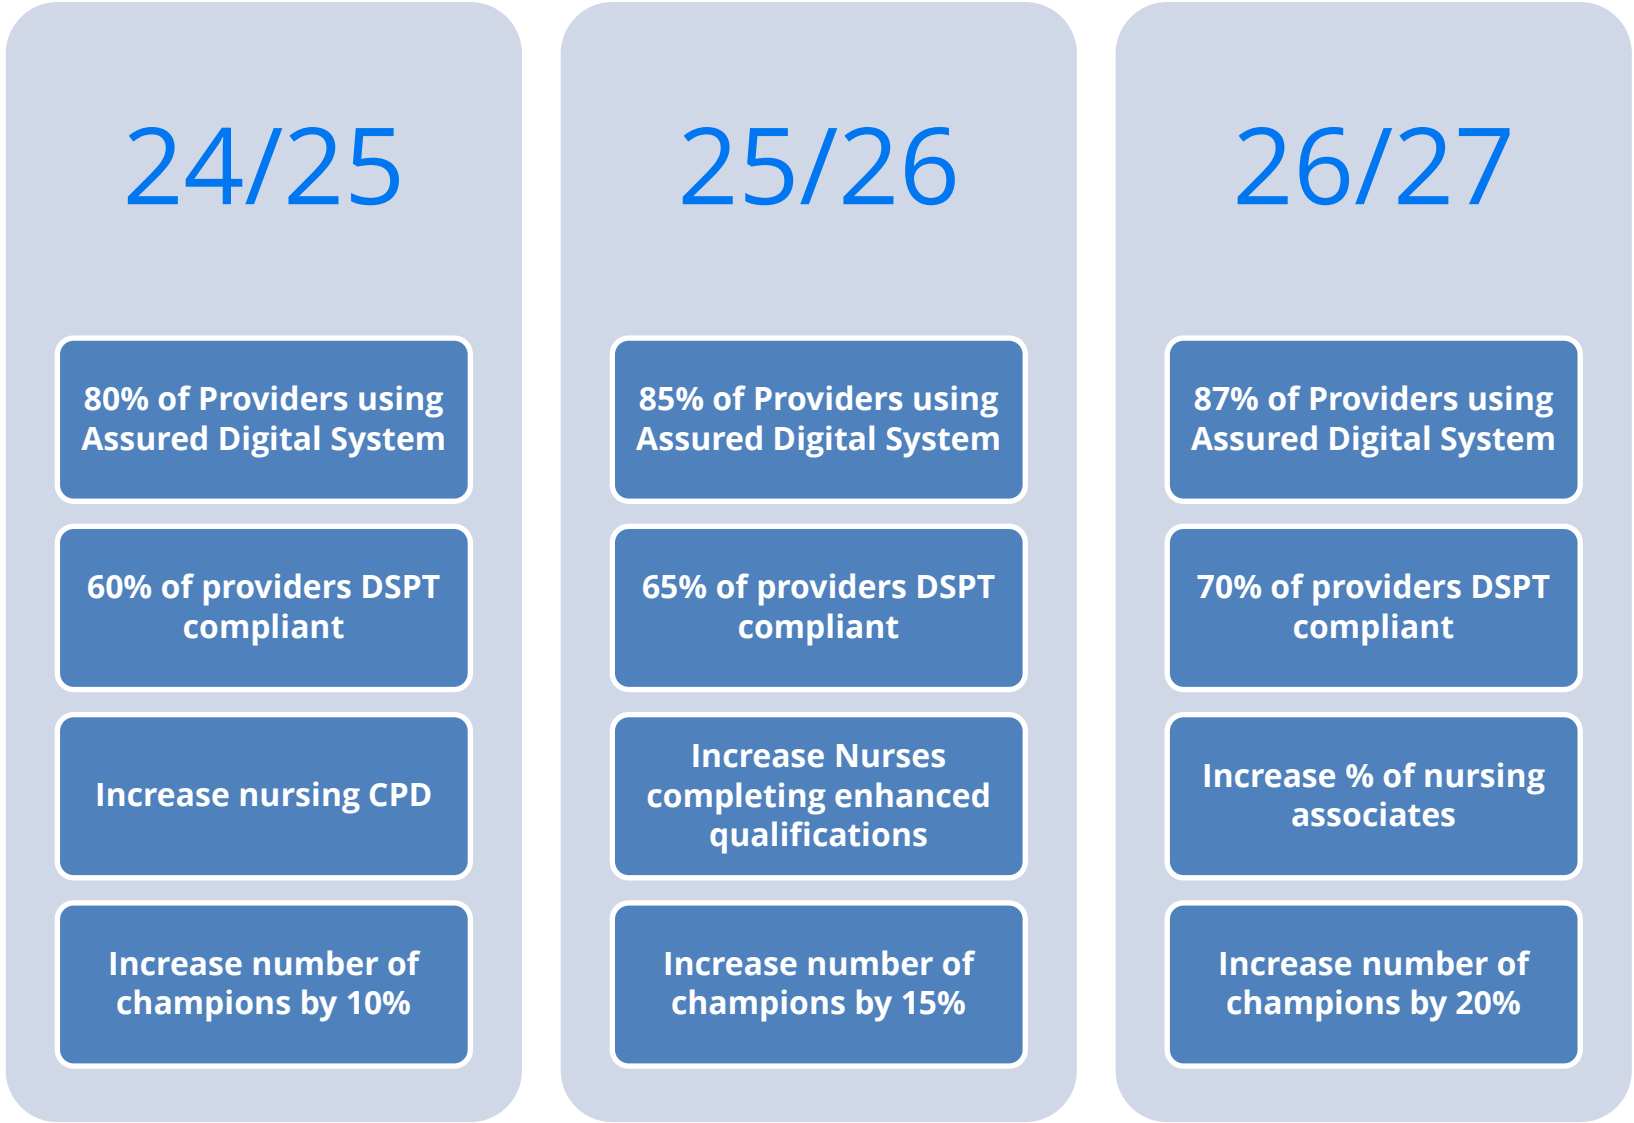 24/25
80% of Providers using
Assured Digital System
60% of providers DSPT
compliant
Increase nursing CPD
Increase number of
champions by 10%
25/26
85% of Providers using
Assured Digital System
65% of providers DSPT
compliant
Increase Nurses
completing enhanced
qualifications
Increase number of
champions by 15%
26/27
87% of Providers using
Assured Digital System
70% of providers DSPT
compliant
Increase % of nursing
associates
Increase number of
champions by 20%